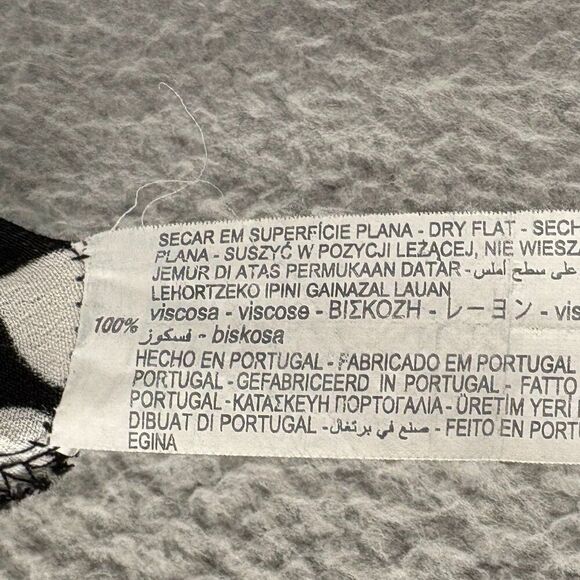 SECAR EM SUPERFÍCIE PLANA - DRY FLAT - SECH
PLANA - SUSZYĆ W POZYCJI LEŻĄCEJ, NIE WIESZA
JEMUR DI ATAS PERMUKAAN DATAR - على سطح أملس
LEHORTZEKO IPINI GAINAZAL LAUAN
100% viscosa - viscose - ВІЅКОЗН - レーヨン - vis
فسكوز - biskosa
HECHO EN PORTUGAL - FABRICADO EM PORTUGAL
PORTUGAL - GEFABRICEERD IN PORTUGAL - FATTO
PORTUGAL - ΚΑΤΑΣΚΕΥΗ ΠΟΡΤΟΓΑΛΙΑ - ÜRETİM YERİ
DIBUAT DI PORTUGAL - صنع في برتغال - FEITO EN PORT
EGINA